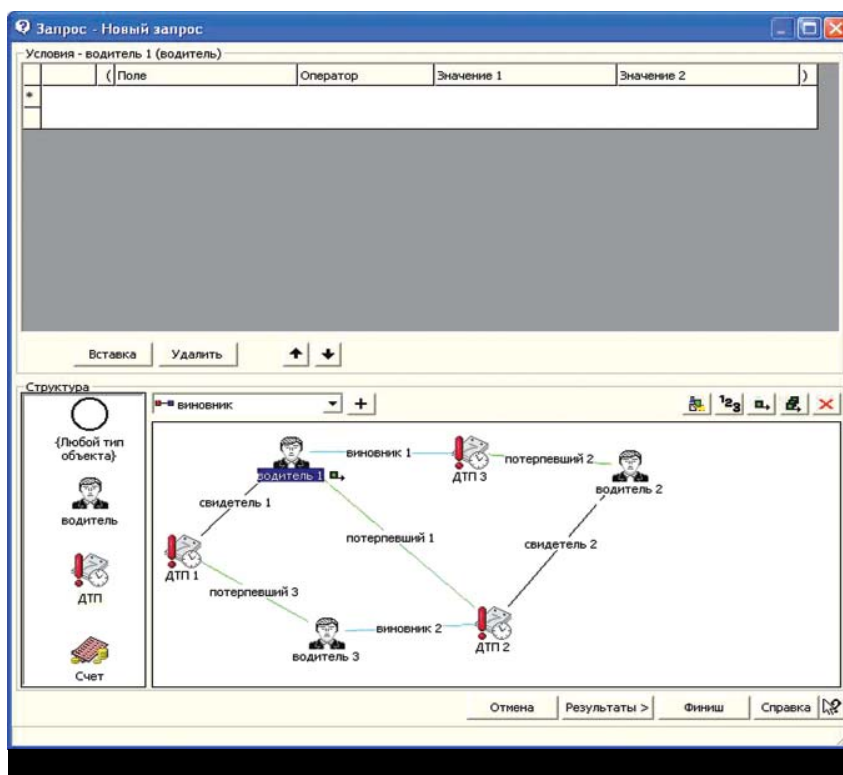 Запрос - Новый запрос
Условия - водитель 1 (водитель)
( Поле Оператор Значение 1 Значение 2 )
*
Вставка Удалить
Структура
виновник
+
123
{Любой тип
объекта}
водитель
ДТП
Счет
виновник 1
потерпевший 2
водитель 1
ДТП 3
водитель 2
свидетель 1
потерпевший 1
свидетель 2
ДТП 1
потерпевший 3
виновник 2
водитель 3
ДТП 2
Отмена Результаты > Финиш Справка